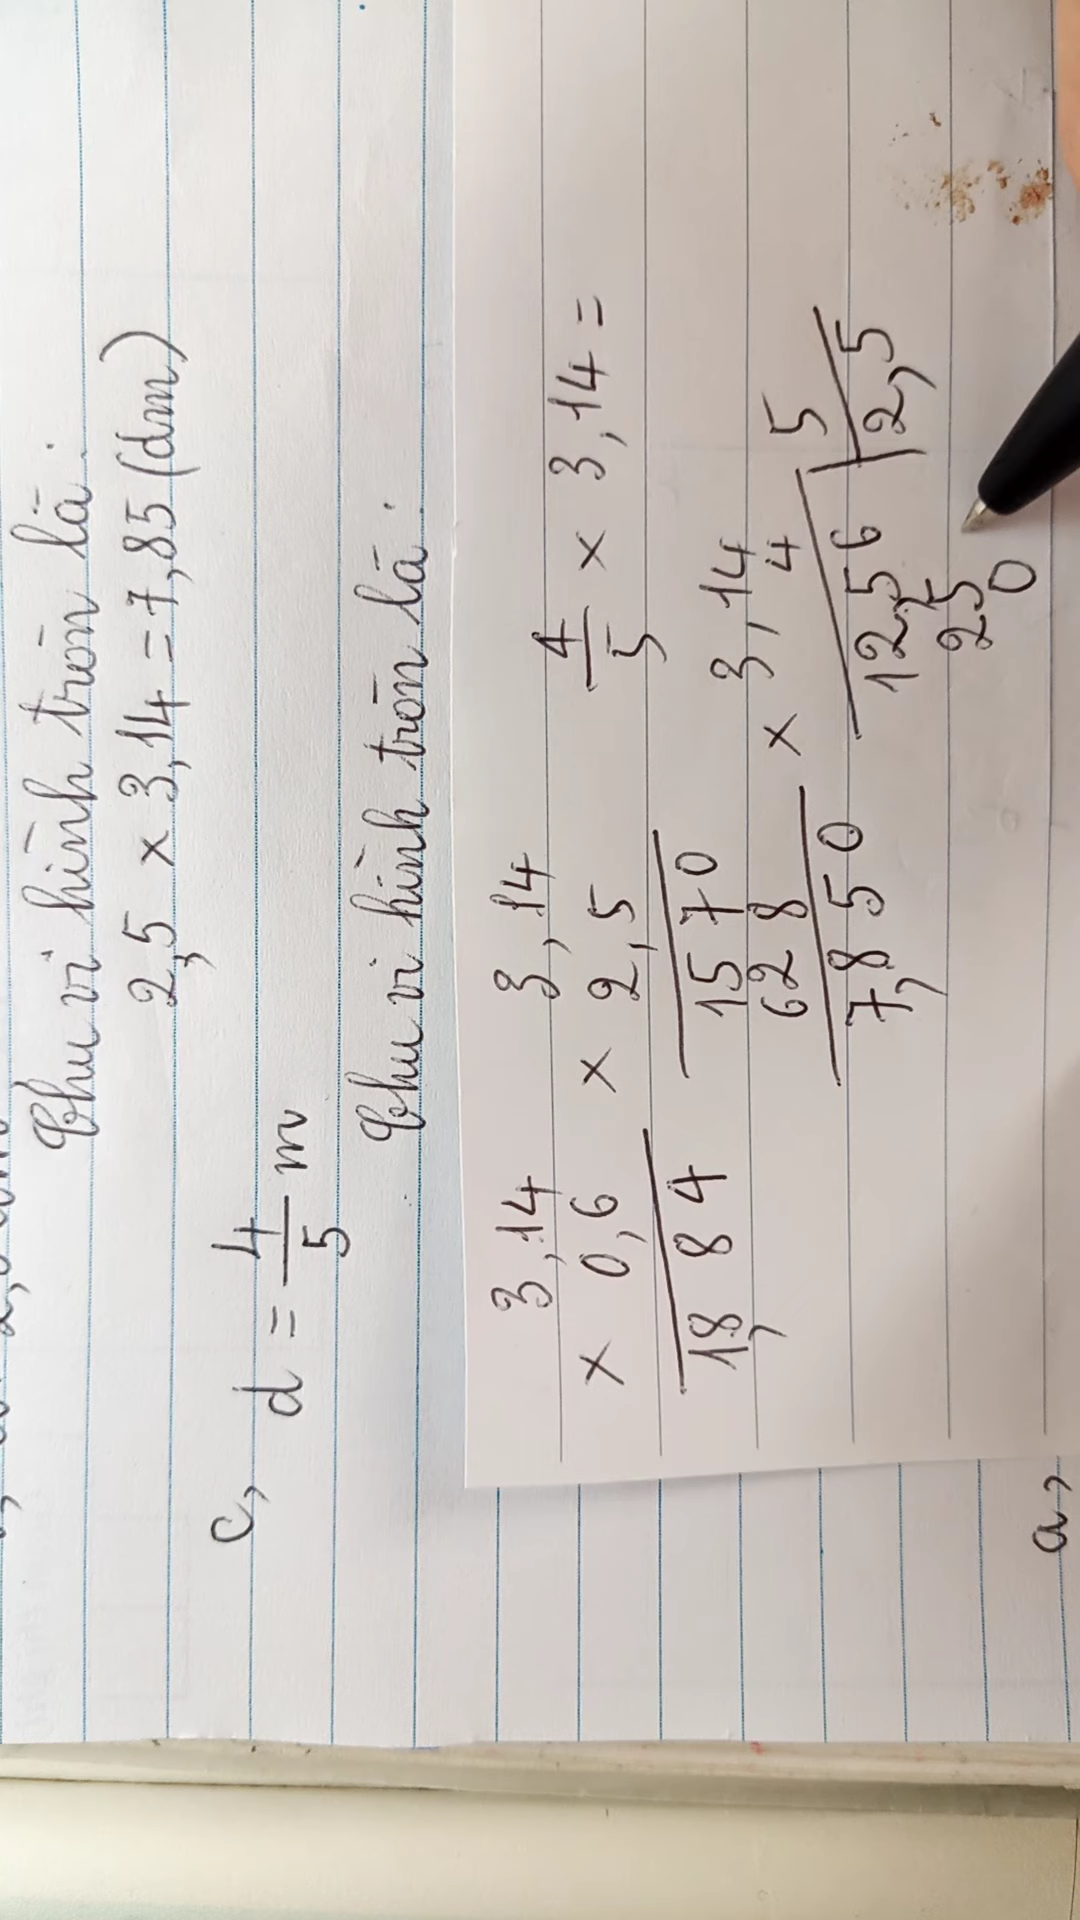 Chu vi hình tròn là:
2,5 × 3,14 = 7,85 (dm)
c, d = 4/5 m
Chu vi hình tròn là:
3,14
× 0,6
18,84
3,14
× 2,5
1570
628
7,850
4/5 × 3,14 =
3,14
× 4
12,56 5
25 2,5
0
a,